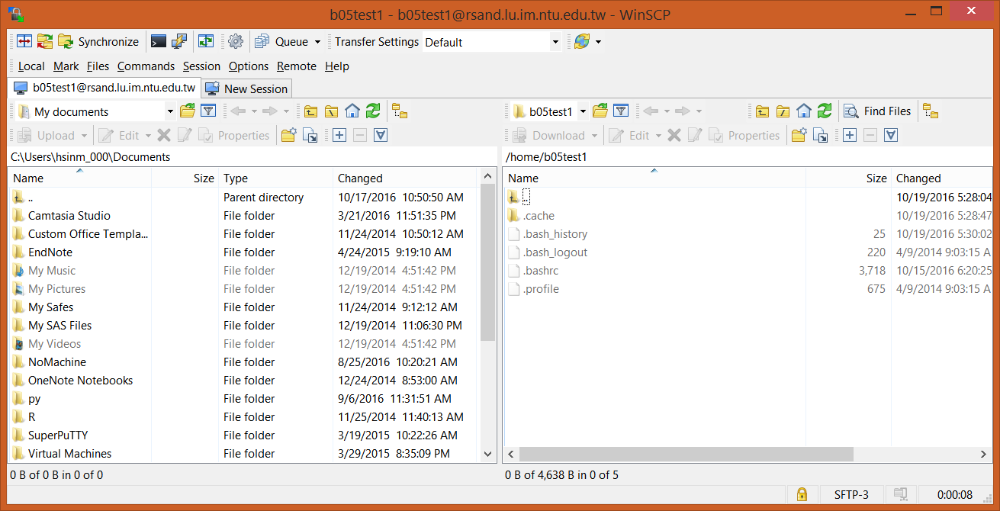 b05test1 - b05test1@rsand.lu.im.ntu.edu.tw - WinSCP
Synchronize Queue Transfer Settings Default
Local Mark Files Commands Session Options Remote Help
b05test1@rsand.lu.im.ntu.edu.tw New Session
My documents b05test1 Find Files
Upload Edit Properties Download Edit Properties
C:\Users\hsinm_000\Documents /home/b05test1
Name Size Type Changed
.. Parent directory 10/17/2016 10:50:50 AM
Camtasia Studio File folder 3/21/2016 11:51:35 PM
Custom Office Templa... File folder 11/24/2014 10:50:12 AM
EndNote File folder 4/24/2015 9:19:10 AM
My Music File folder 12/19/2014 4:51:42 PM
My Pictures File folder 12/19/2014 4:51:42 PM
My Safes File folder 11/24/2014 9:12:12 AM
My SAS Files File folder 12/19/2014 11:06:30 PM
My Videos File folder 12/19/2014 4:51:42 PM
NoMachine File folder 8/25/2016 10:20:21 AM
OneNote Notebooks File folder 12/24/2014 8:53:00 AM
py File folder 9/6/2016 11:31:51 AM
R File folder 11/25/2014 11:40:13 AM
SuperPuTTY File folder 3/19/2015 10:22:26 AM
Virtual Machines File folder 3/29/2015 8:35:09 PM
Name Size Changed
.. 10/19/2016 5:28:04
.cache 10/19/2016 5:28:47
.bash_history 25 10/19/2016 5:30:02
.bash_logout 220 4/9/2014 9:03:15 A
.bashrc 3,718 10/15/2016 6:20:25
.profile 675 4/9/2014 9:03:15 A
0 B of 0 B in 0 of 0 0 B of 4,638 B in 0 of 5
SFTP-3 0:00:08